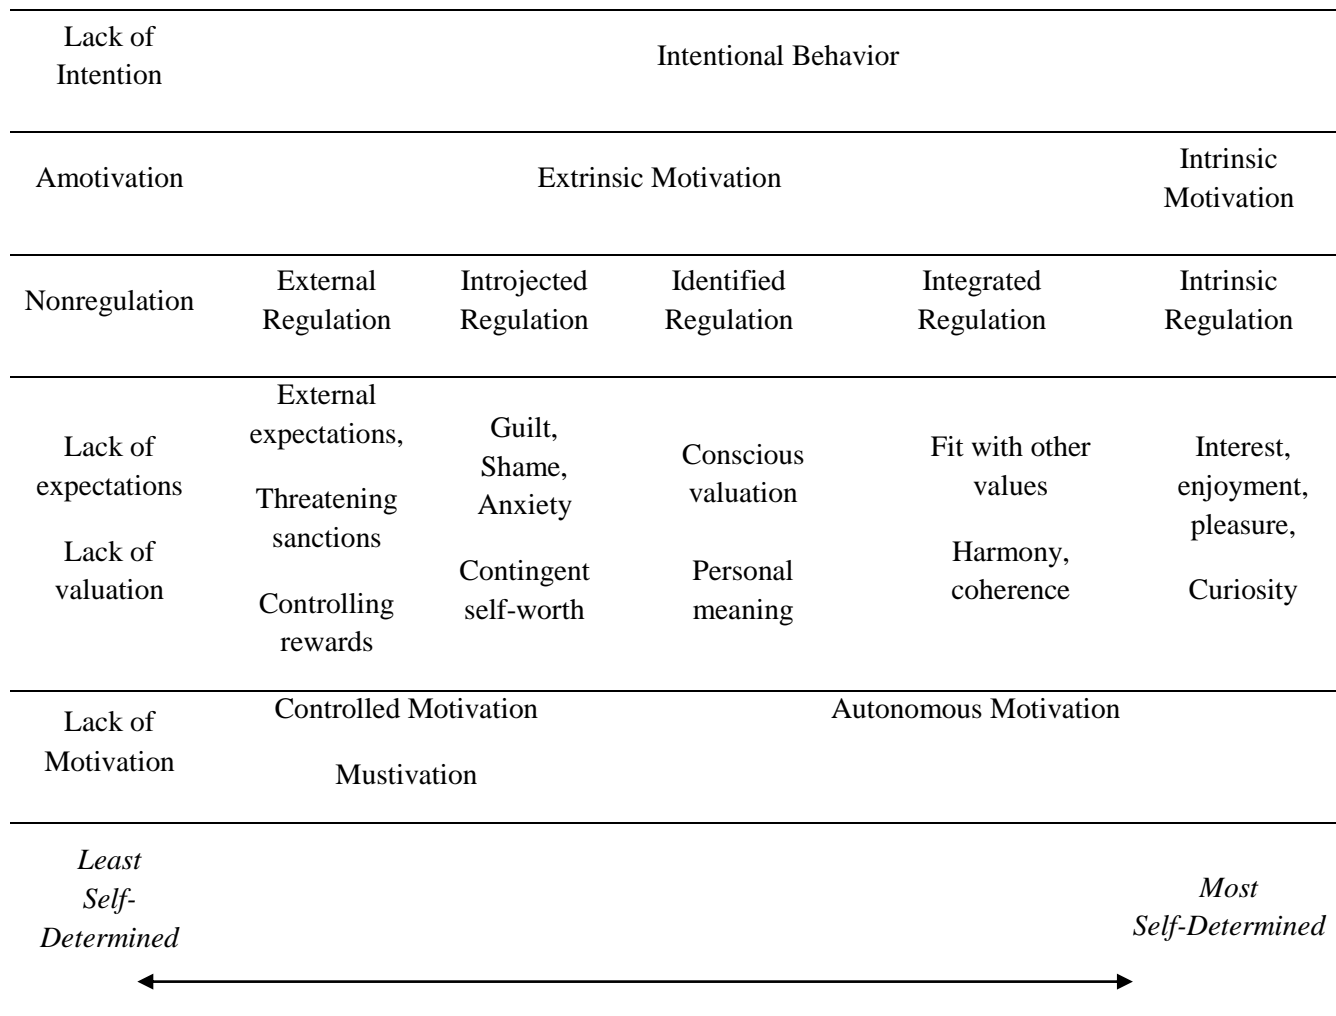 Lack of
Intention
Intentional Behavior
Amotivation
Extrinsic Motivation
Intrinsic
Motivation
Nonregulation
External
Regulation
Introjected
Regulation
Identified
Regulation
Integrated
Regulation
Intrinsic
Regulation
Lack of
expectations
Lack of
valuation
External
expectations,
Threatening
sanctions
Controlling
rewards
Guilt,
Shame,
Anxiety
Contingent
self-worth
Conscious
valuation
Personal
meaning
Fit with other
values
Harmony,
coherence
Interest,
enjoyment,
pleasure,
Curiosity
Lack of
Motivation
Controlled Motivation
Mustivation
Autonomous Motivation
Least
Self-
Determined
Most
Self-Determined